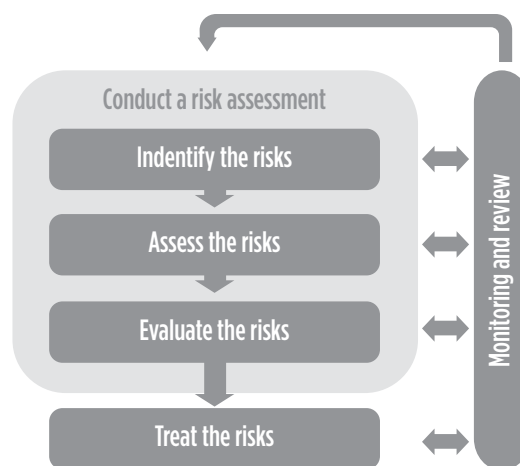 Conduct a risk assessment
Indentify the risks
Assess the risks
Evaluate the risks
Treat the risks
Monitoring and review